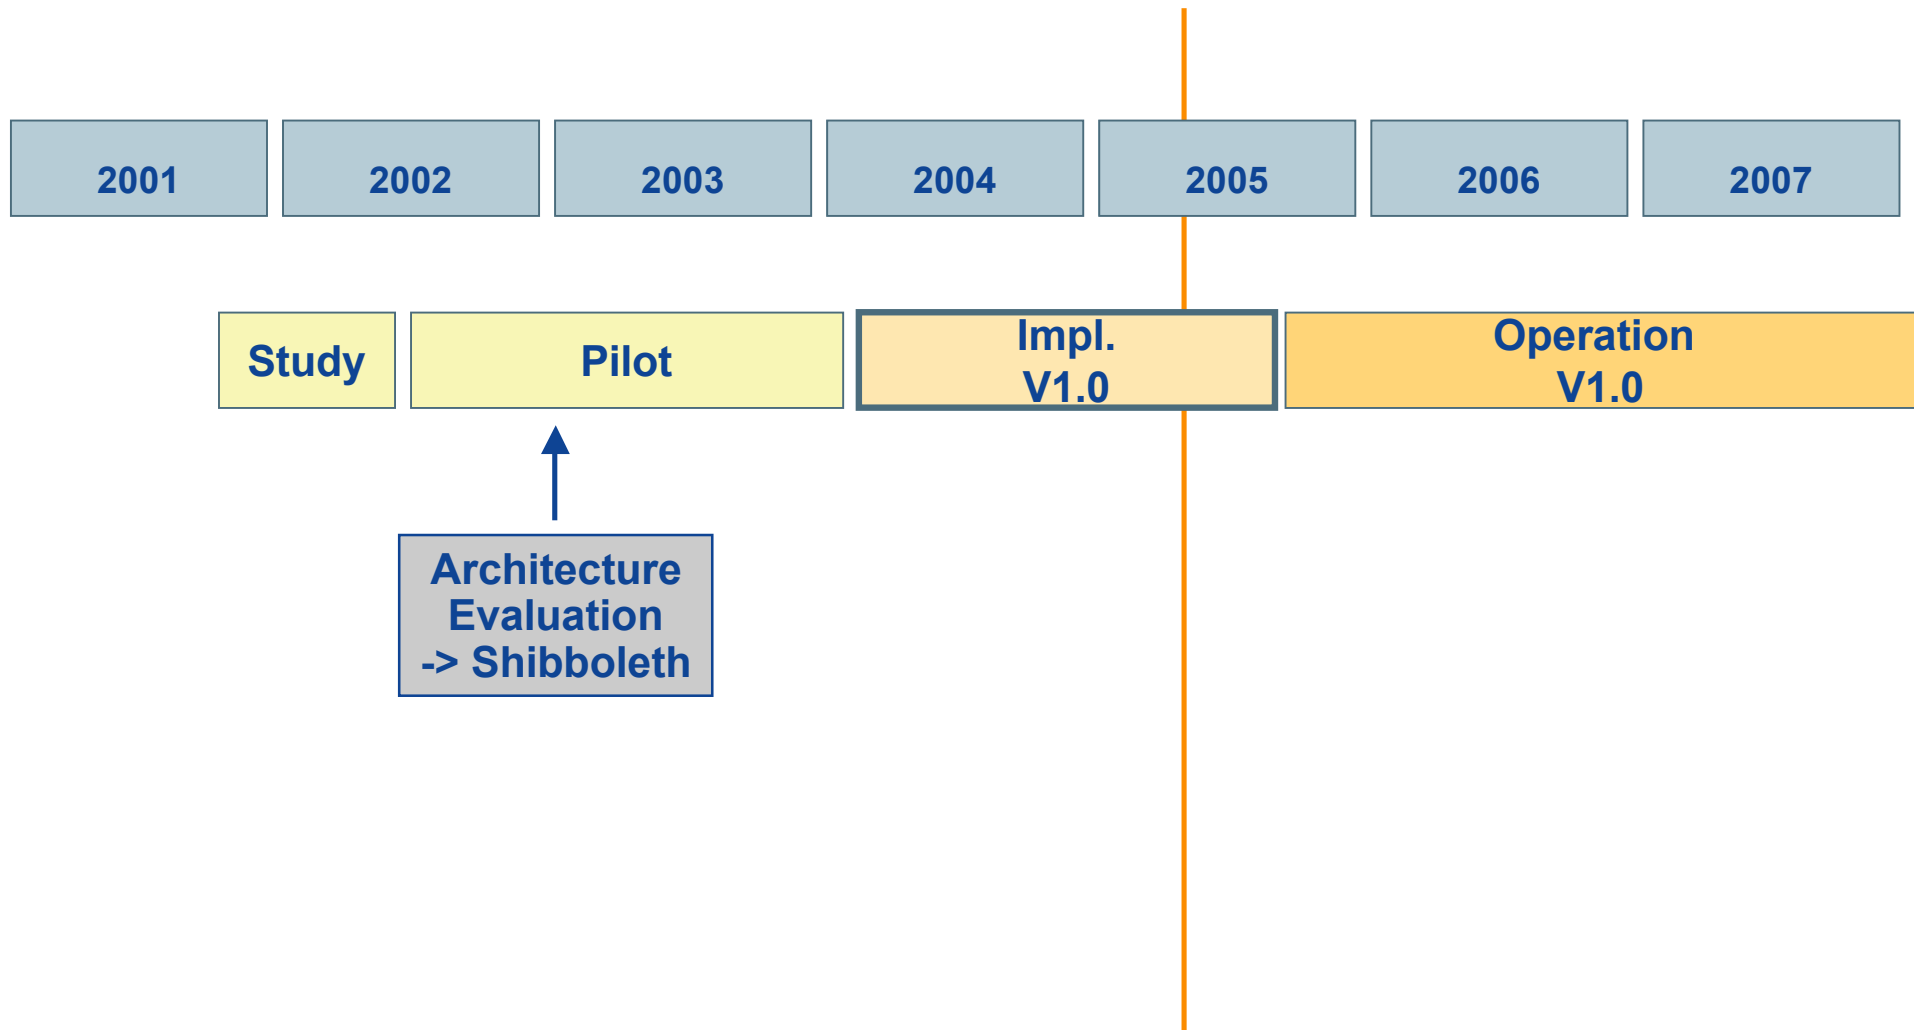 2001
2002
2003
2004
2005
2006
2007
Study
Pilot
Impl.
V1.0
Operation
V1.0
Architecture
Evaluation
-> Shibboleth